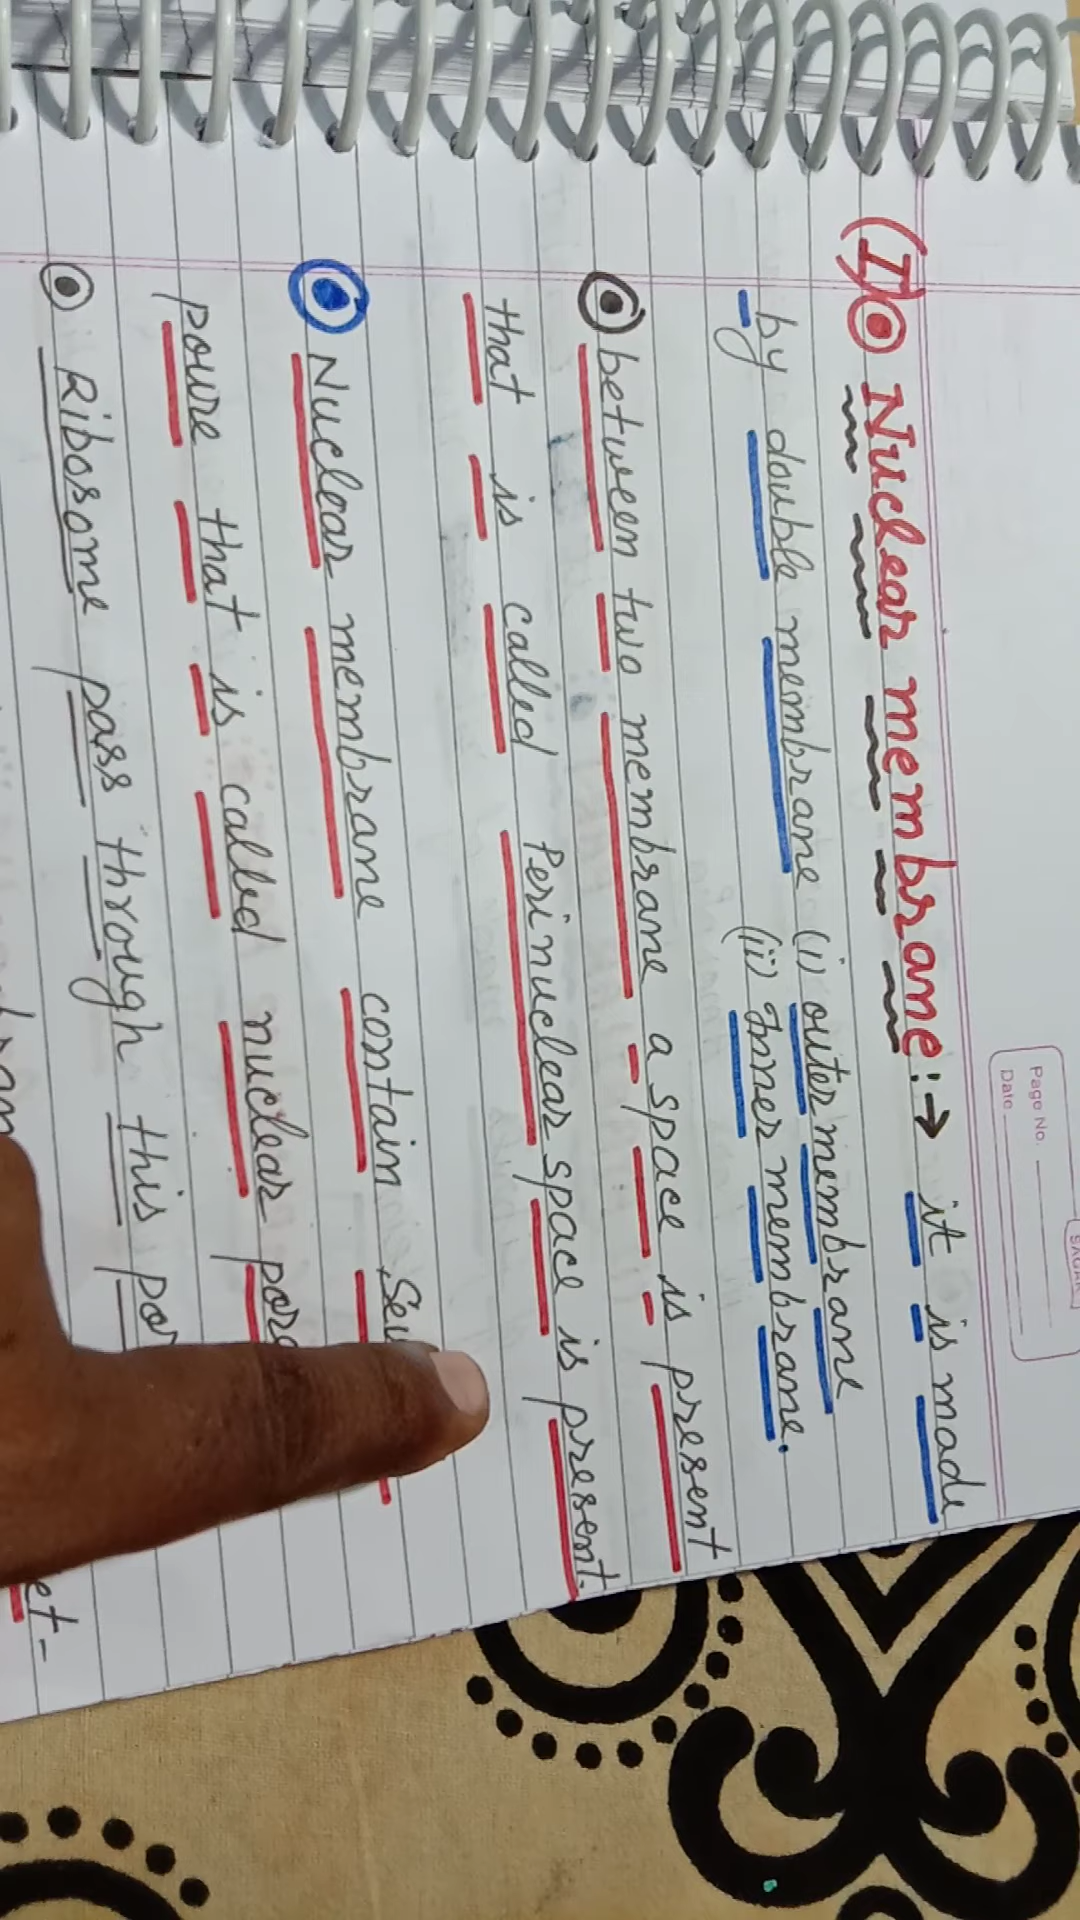 Page No.
Date
(I) Nuclear membrane :→ it is made
by double membrane (i) outer membrane
(ii) Inner membrane.
between two membrane a space is present
that is called Perinuclear space is present.
Nuclear membrane contain
poure that is called nuclear
Ribosome pass through this